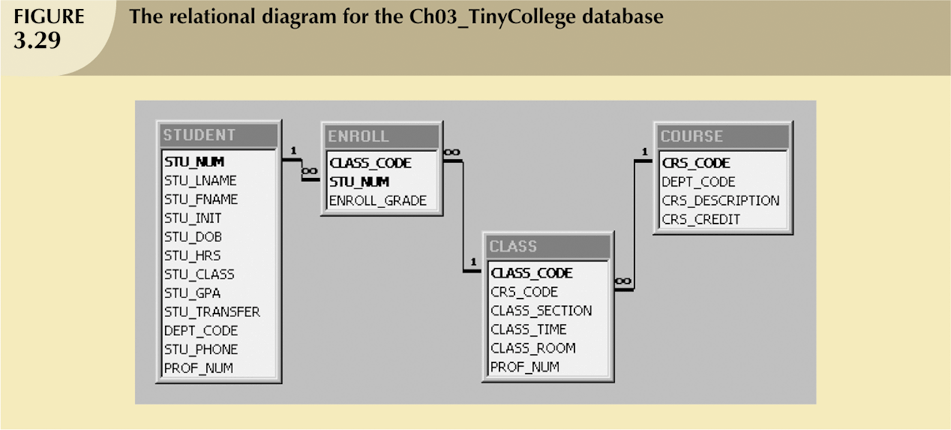 FIGURE
3.29
The relational diagram for the Ch03_TinyCollege database
STUDENT
STU_NUM
STU_LNAME
STU_FNAME
STU_INIT
STU_DOB
STU_HRS
STU_CLASS
STU_GPA
STU_TRANSFER
DEPT_CODE
STU_PHONE
PROF_NUM
1
∞
ENROLL
CLASS_CODE
STU_NUM
ENROLL_GRADE
∞
1
CLASS
CLASS_CODE
CRS_CODE
CLASS_SECTION
CLASS_TIME
CLASS_ROOM
PROF_NUM
∞
1
COURSE
CRS_CODE
DEPT_CODE
CRS_DESCRIPTION
CRS_CREDIT